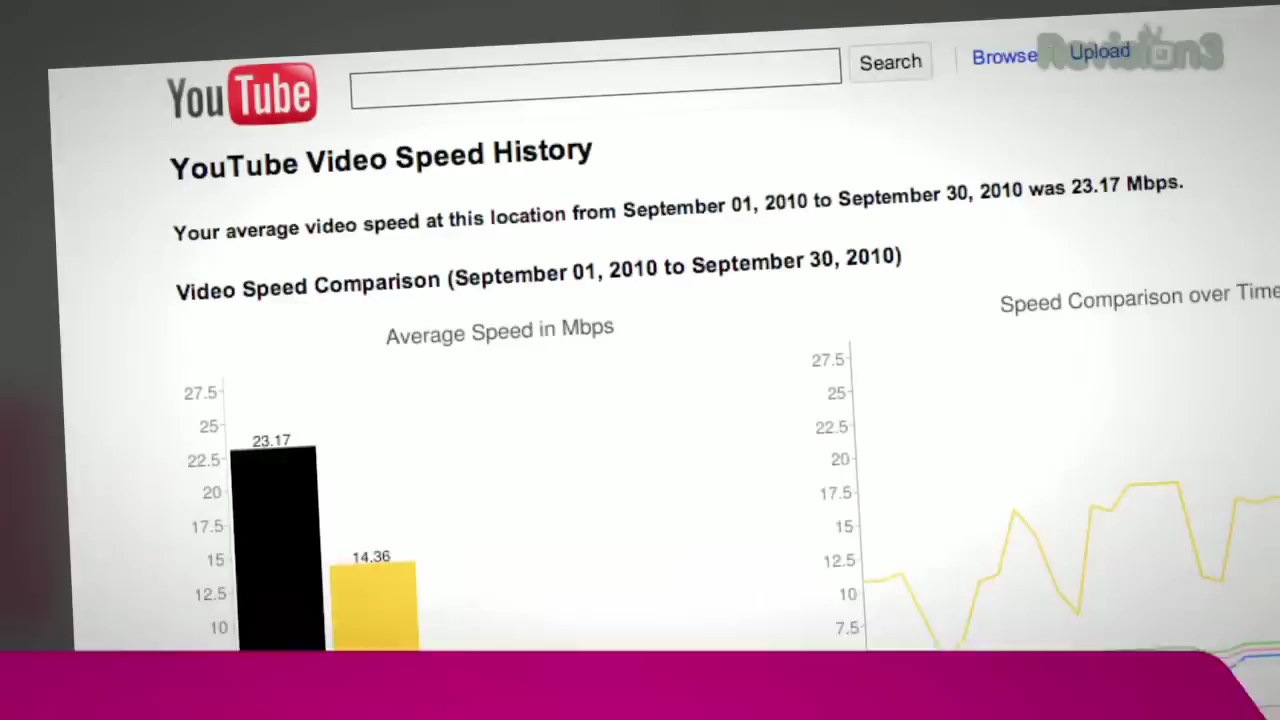 YouTube
Search
Browse
Upload
Revision3
YouTube Video Speed History
Your average video speed at this location from September 01, 2010 to September 30, 2010 was 23.17 Mbps.
Video Speed Comparison (September 01, 2010 to September 30, 2010)
Average Speed in Mbps
27.5
25
22.5
20
17.5
15
12.5
10
23.17
14.36
Speed Comparison over Time
27.5
25
22.5
20
17.5
15
12.5
10
7.5